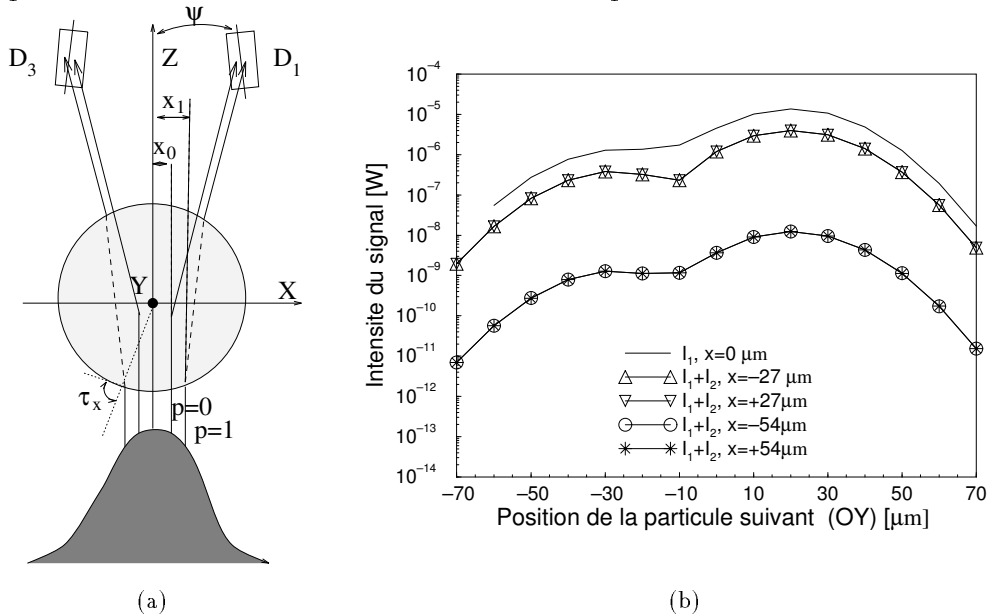 ψ
D3
Z
D1
x1
x0
Y
X
τx
p=0
p=1
(a)
Intensite du signal [W]
10−4
10−5
10−6
10−7
10−8
10−9
10−10
10−11
10−12
10−13
10−14
I1, x=0 μm
I1+I2, x=−27 μm
I1+I2, x=+27μm
I1+I2, x=−54μm
I1+I2, x=+54μm
−70 −50 −30 −10 10 30 50 70
Position de la particule suivant (OY) [μm]
(b)